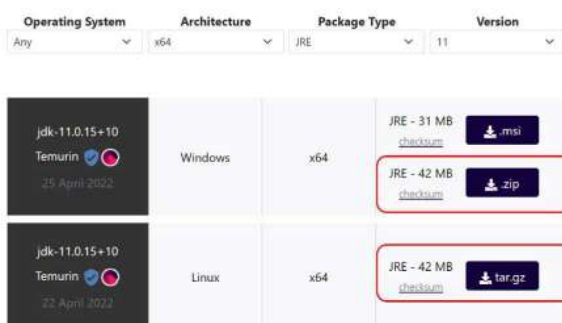 Operating System Architecture Package Type Version
Any x64 JRE 11
jdk-11.0.15+10
Temurin
25 April 2022
Windows
x64
JRE - 31 MB
checksum
.msi
JRE - 42 MB
checksum
.zip
jdk-11.0.15+10
Temurin
22 April 2022
Linux
x64
JRE - 42 MB
checksum
tar.gz